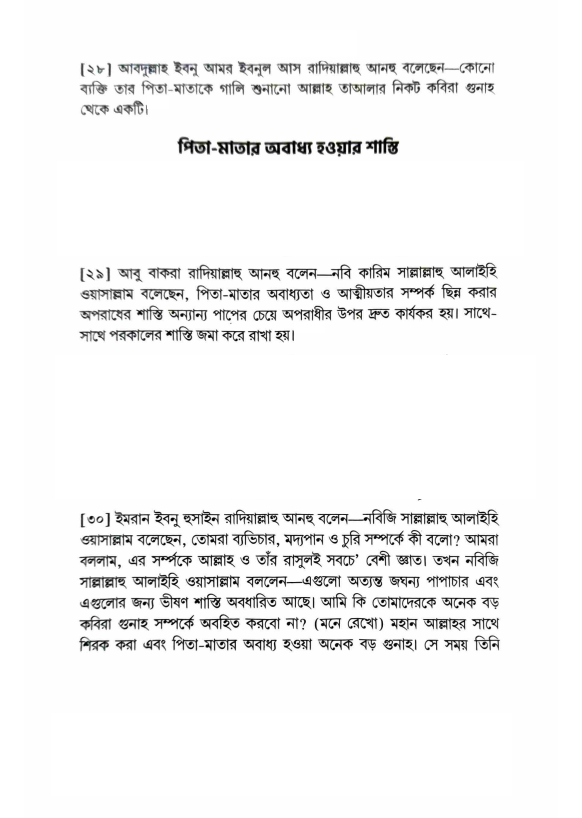 [২৮] আবদুল্লাহ ইবনু আমর ইবনুল আস রাদিয়াল্লাহু আনহু বলেছেন—কোনো
ব্যক্তি তার পিতা-মাতাকে গালি শুনানো আল্লাহ তাআলার নিকট কবিরা গুনাহ
থেকে একটি।
পিতা-মাতার অবাধ্য হওয়ার শাস্তি
[২৯] আবু বাকরা রাদিয়াল্লাহু আনহু বলেন—নবি কারিম সাল্লাল্লাহু আলাইহি
ওয়াসাল্লাম বলেছেন, পিতা-মাতার অবাধ্যতা ও আত্মীয়তার সম্পর্ক ছিন্ন করার
অপরাধের শাস্তি অন্যান্য পাপের চেয়ে অপরাধীর উপর দ্রুত কার্যকর হয়। সাথে-
সাথে পরকালের শাস্তি জমা করে রাখা হয়।
[৩০] ইমরান ইবনু হুসাইন রাদিয়াল্লাহু আনহু বলেন—নবিজি সাল্লাল্লাহু আলাইহি
ওয়াসাল্লাম বলেছেন, তোমরা ব্যভিচার, মদ্যপান ও চুরি সম্পর্কে কী বলো? আমরা
বললাম, এর সর্ম্পকে আল্লাহ ও তাঁর রাসুলই সবচে’ বেশী জ্ঞাত। তখন নবিজি
সাল্লাল্লাহু আলাইহি ওয়াসাল্লাম বললেন—এগুলো অত্যন্ত জঘন্য পাপাচার এবং
এগুলোর জন্য ভীষণ শাস্তি অবধারিত আছে। আমি কি তোমাদেরকে অনেক বড়
কবিরা গুনাহ সম্পর্কে অবহিত করবো না? (মনে রেখো) মহান আল্লাহর সাথে
শিরক করা এবং পিতা-মাতার অবাধ্য হওয়া অনেক বড় গুনাহ। সে সময় তিনি